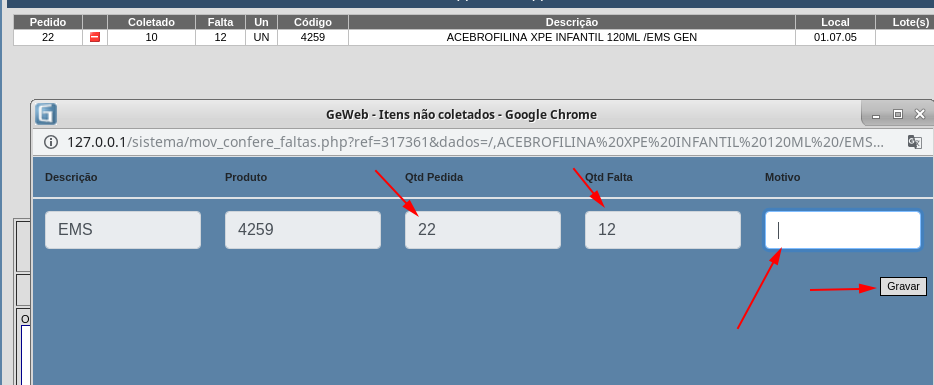 Pedido Coletado Falta Un Código Descrição Local Lote(s)
22 10 12 UN 4259 ACEBROFILINA XPE INFANTIL 120ML /EMS GEN 01.07.05
GeWeb - Itens não coletados - Google Chrome
127.0.0.1/sistema/mov_confere_faltas.php?ref=317361&dados=/,ACEBROFILINA%20XPE%20INFANTIL%20120ML%20/EMS...
Descrição Produto Qtd Pedida Qtd Falta Motivo
EMS 4259 22 12
Gravar